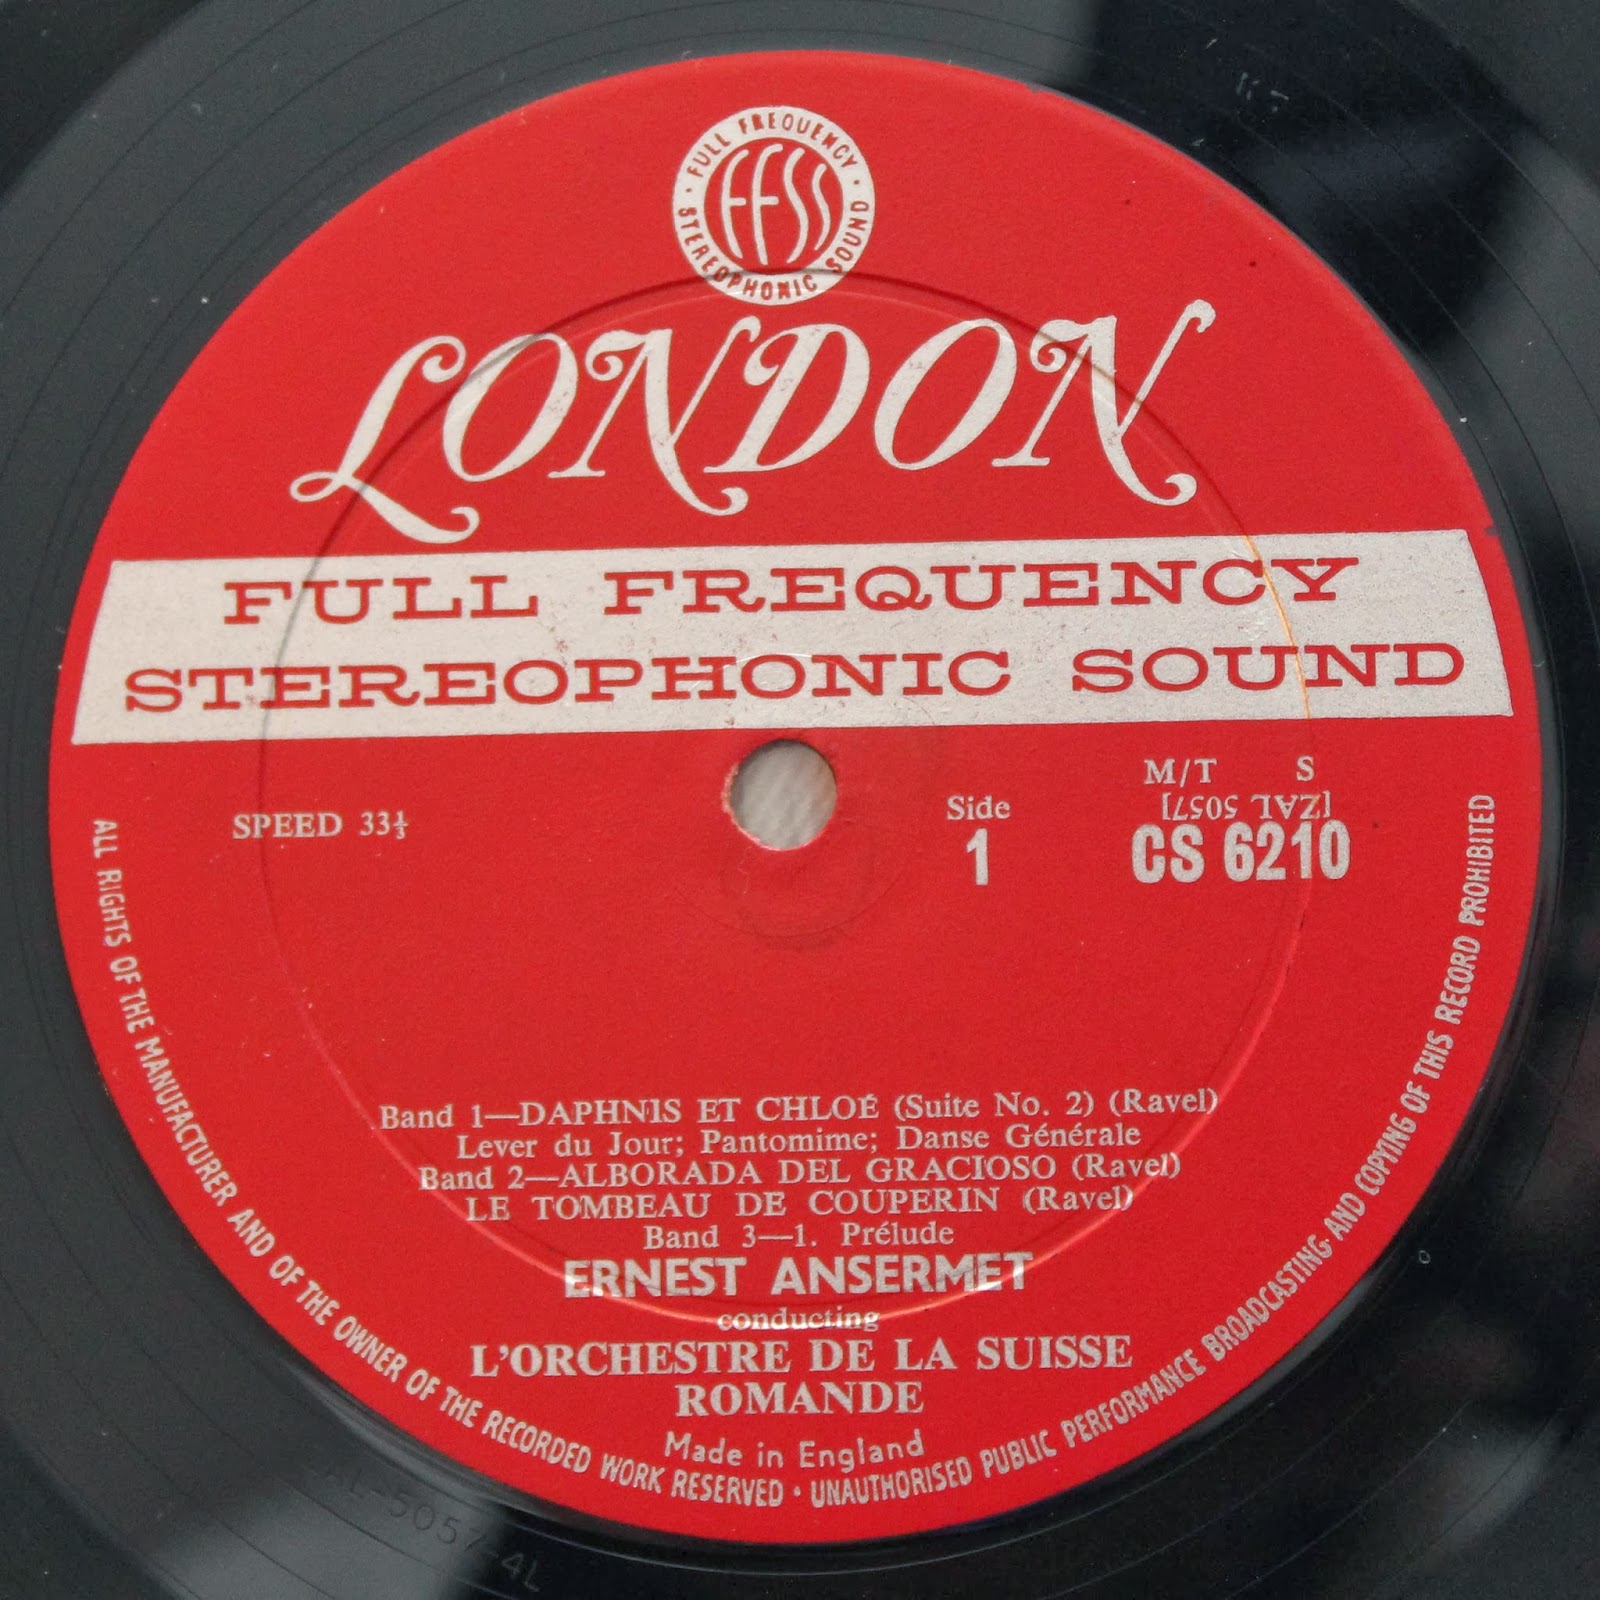 · FULL FREQUENCY · STEREOPHONIC SOUND
FFSS
LONDON
FULL FREQUENCY
STEREOPHONIC SOUND
SPEED 33⅓
Side
1
M/T S
[ZAL 5057]
CS 6210
Band 1—DAPHNIS ET CHLOÉ (Suite No. 2) (Ravel)
Lever du Jour; Pantomime; Danse Générale
Band 2—ALBORADA DEL GRACIOSO (Ravel)
LE TOMBEAU DE COUPERIN (Ravel)
Band 3—1. Prélude
ERNEST ANSERMET
conducting
L'ORCHESTRE DE LA SUISSE
ROMANDE
Made in England
ALL RIGHTS OF THE MANUFACTURER AND OF THE OWNER OF THE RECORDED WORK RESERVED · UNAUTHORISED PUBLIC PERFORMANCE BROADCASTING AND COPYING OF THIS RECORD PROHIBITED